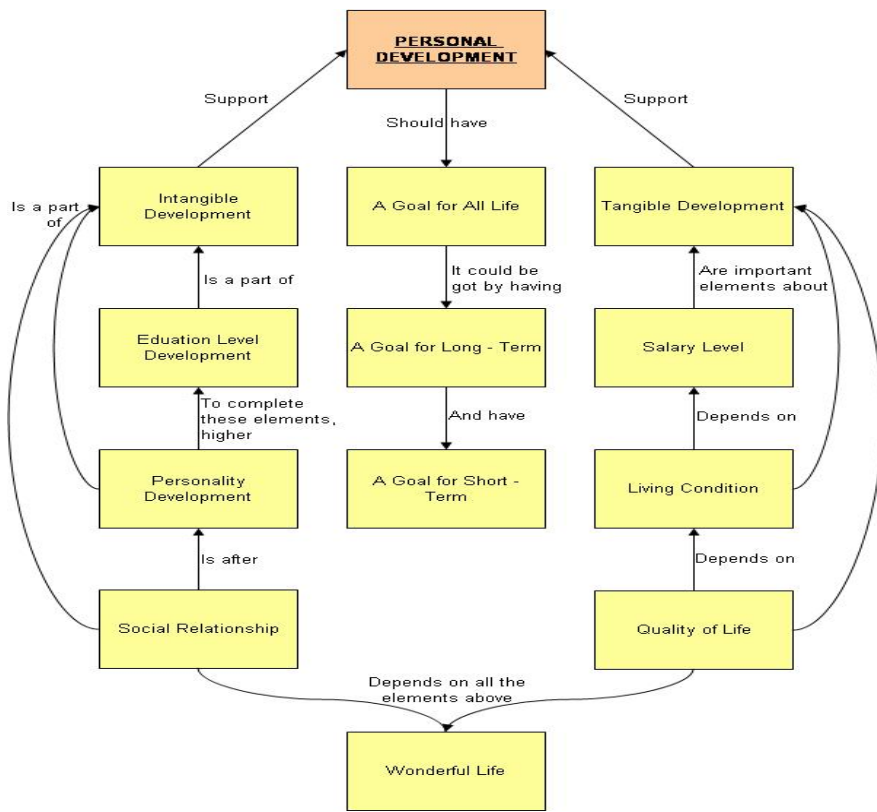 PERSONAL
DEVELOPMENT
Support
Should have
Support
Is a part
of
Intangible
Development
A Goal for All Life
Tangible Development
Is a part of
It could be
got by having
Are important
elements about
Eduation Level
Development
A Goal for Long - Term
Salary Level
To complete
these elements,
higher
And have
Depends on
Personality
Development
A Goal for Short -
Term
Living Condition
Is after
Depends on
Social Relationship
Quality of Life
Depends on all the
elements above
Wonderful Life